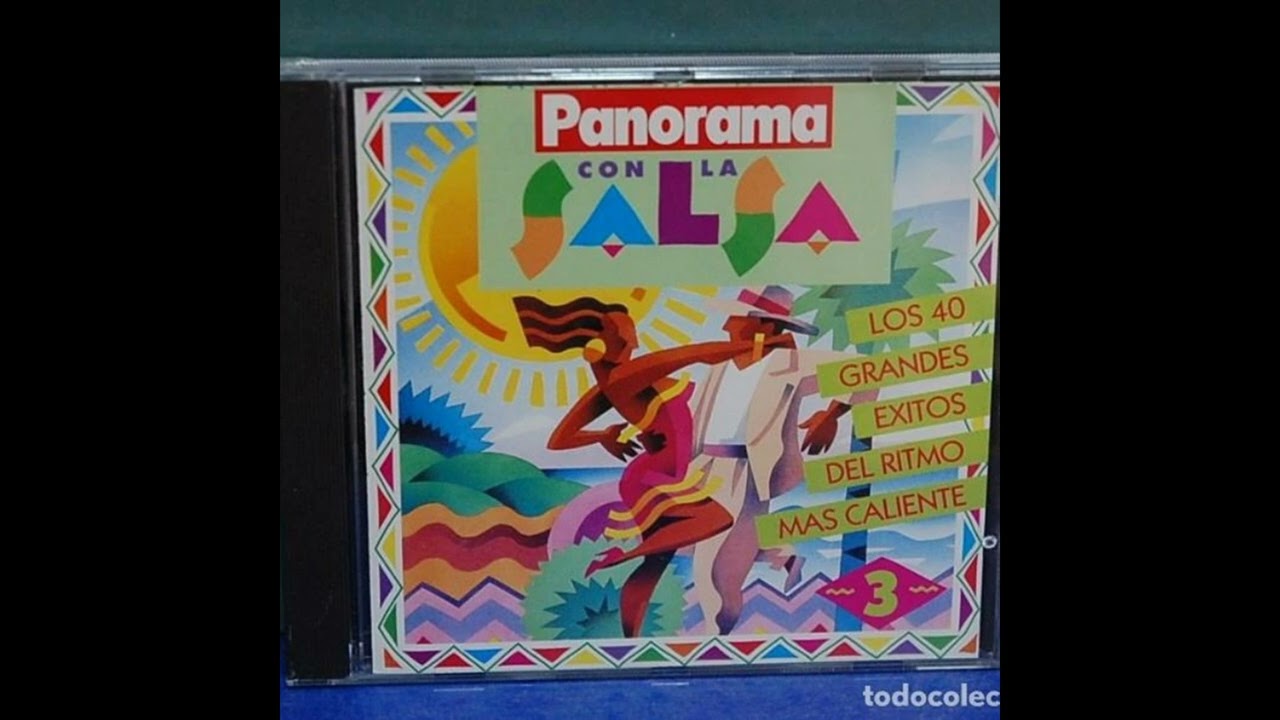 Panorama
CON LA
SALSA
LOS 40
GRANDES
EXITOS
DEL RITMO
MAS CALIENTE
3
todocolec